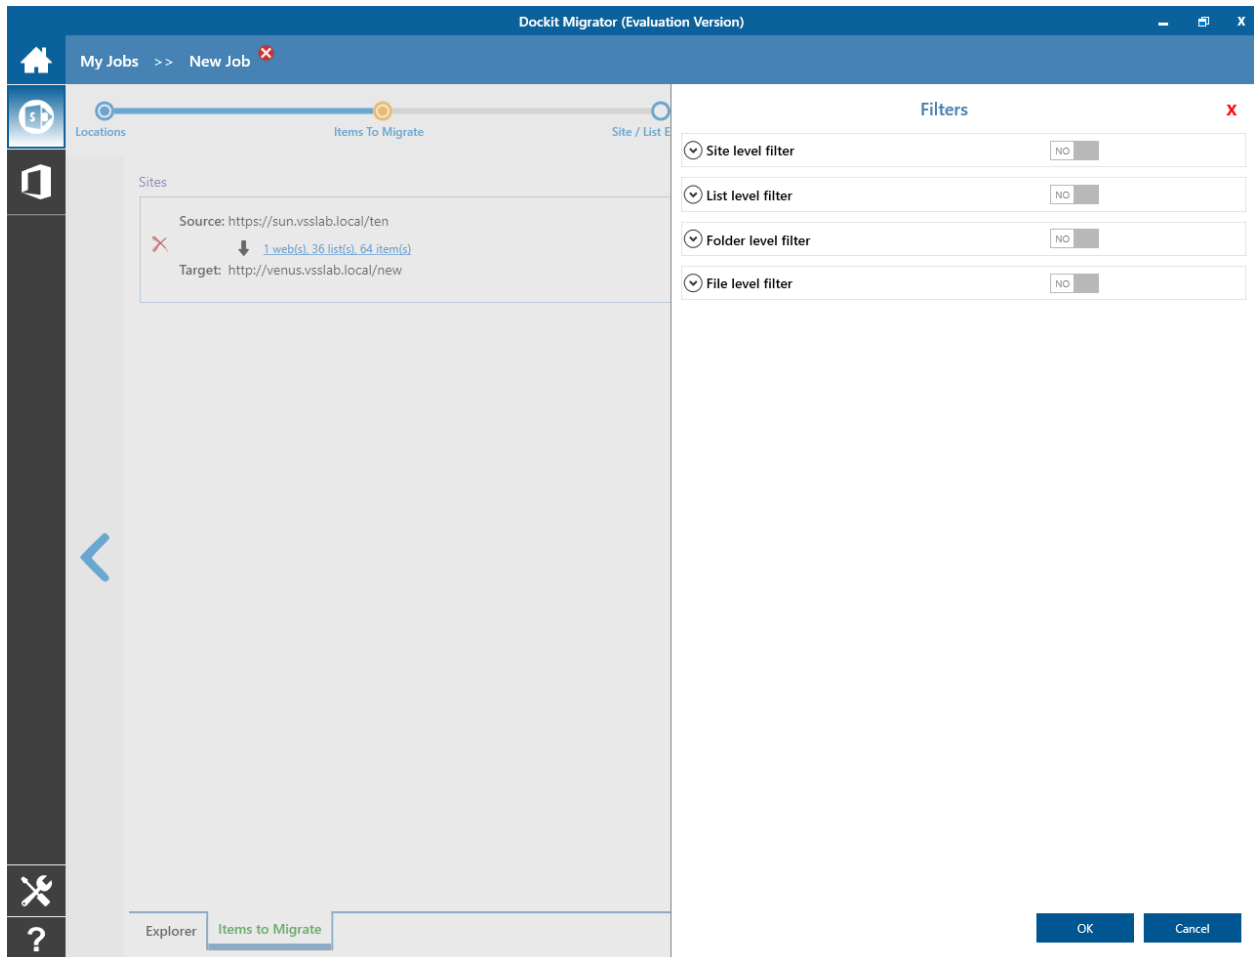 Dockit Migrator (Evaluation Version)
X
My Jobs >> New Job
Locations
Items To Migrate
Site / List E
Filters
X
Site level filter NO
List level filter NO
Folder level filter NO
File level filter NO
Sites
Source: https://sun.vsslab.local/ten
1 web(s), 36 list(s), 64 item(s)
Target: http://venus.vsslab.local/new
Explorer
Items to Migrate
OK
Cancel
?